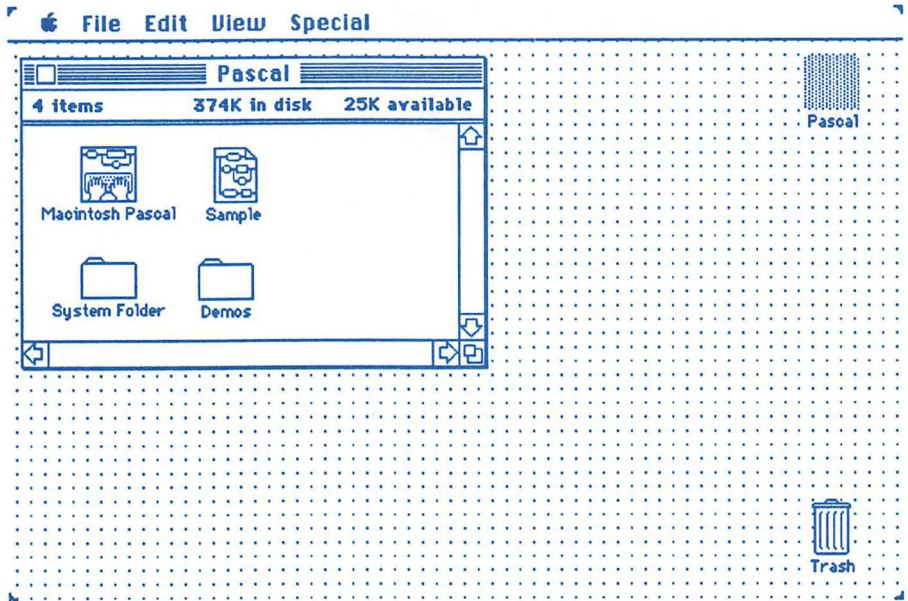 File Edit View Special
Pascal
4 items 374K in disk 25K available
Pascal
Macintosh Pascal Sample
System Folder Demos
Trash